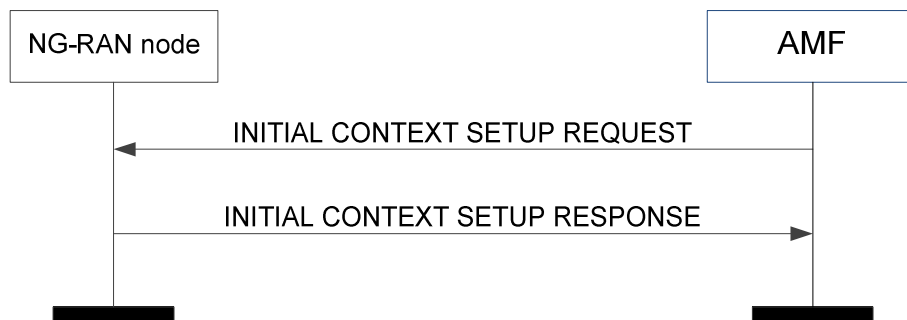 NG-RAN node
AMF
INITIAL CONTEXT SETUP REQUEST
INITIAL CONTEXT SETUP RESPONSE